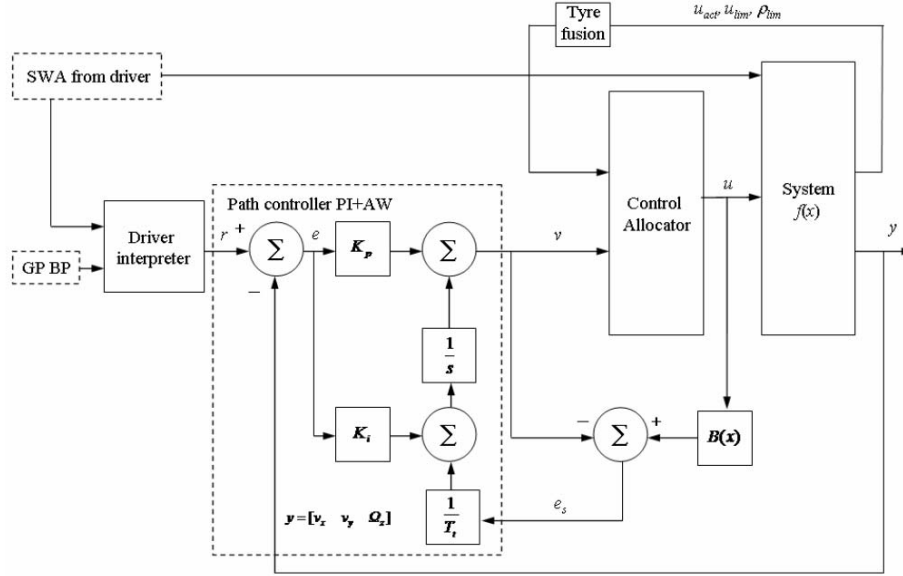 Tyre
fusion
u_act, u_lim, ρ_lim
SWA from driver
System
f(x)
Control
Allocator
u
y
Path controller PI+AW
Driver
interpreter
r
+
Σ
e
K_p
Σ
v
GP BP
−
1
s
K_i
Σ
−
Σ
+
B(x)
y=[v_x v_y Ω_z]
1
T_t
e_s